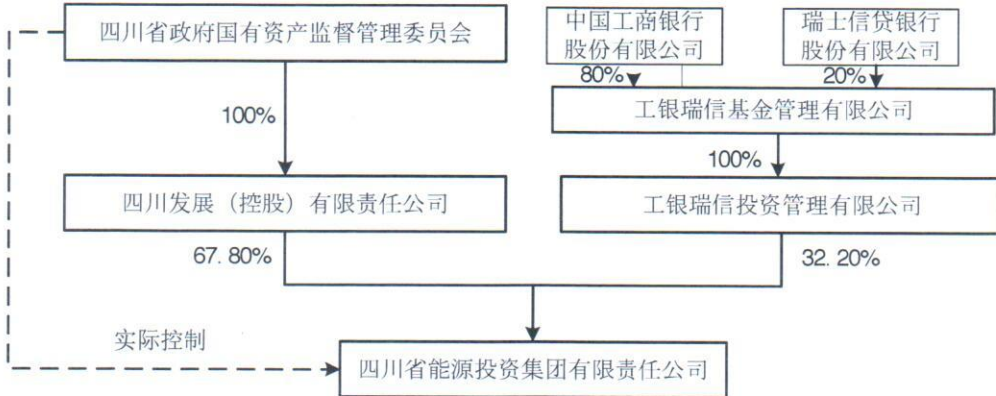 四川省政府国有资产监督管理委员会
中国工商银行
股份有限公司
瑞士信贷银行
股份有限公司
80%
20%
工银瑞信基金管理有限公司
100%
100%
四川发展（控股）有限责任公司
工银瑞信投资管理有限公司
67.80%
32.20%
实际控制
四川省能源投资集团有限责任公司